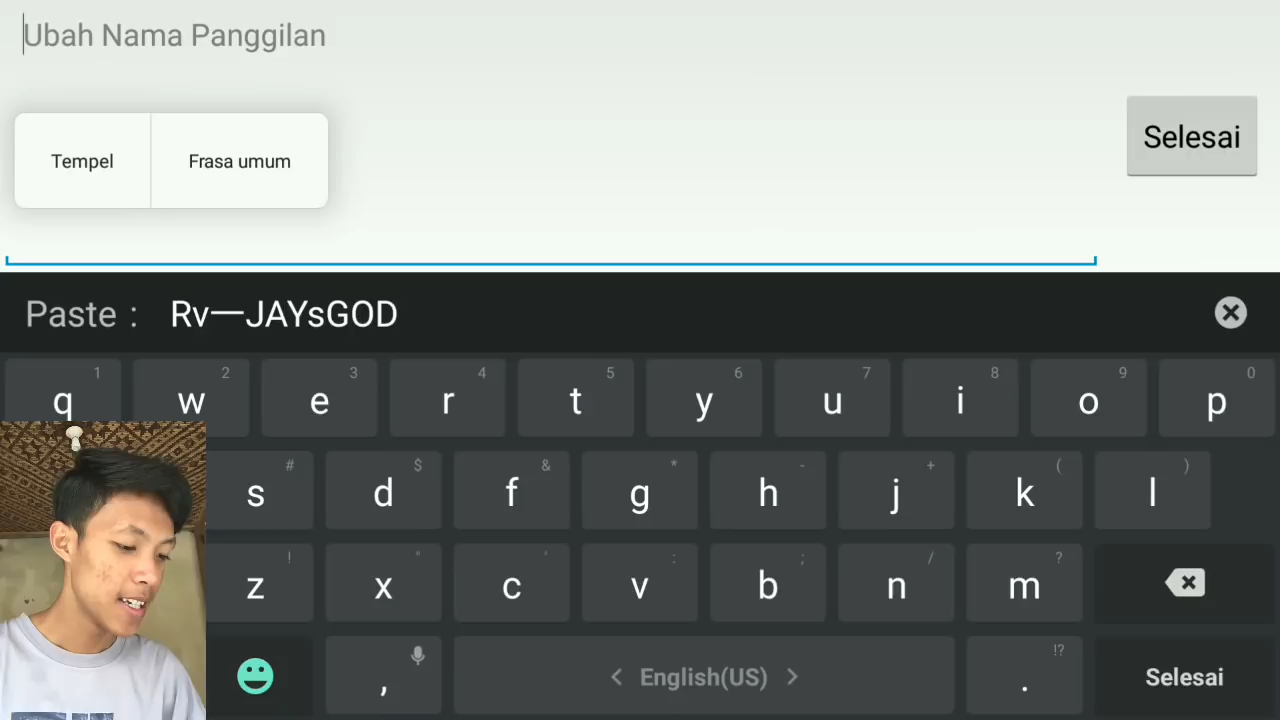 Ubah Nama Panggilan
Selesai
Tempel
Frasa umum
Paste : Rv一JAYsGOD
1 2 3 4 5 6 7 8 9 0
q w e r t y u i o p
# $ & * - + ( )
s d f g h j k l
! " ' : ; / ?
z x c v b n m
, < English(US) > . !?
Selesai